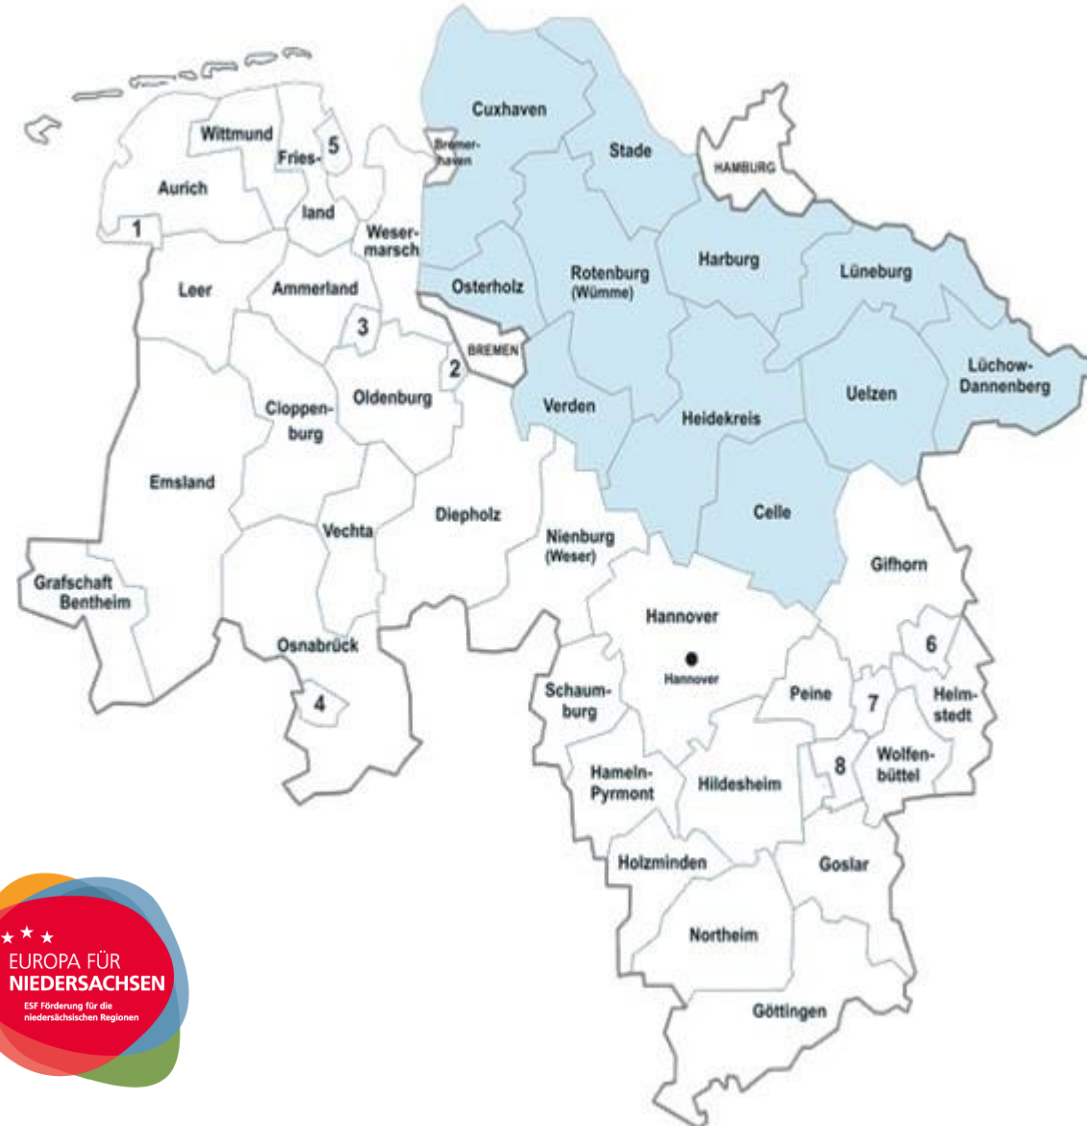 Cuxhaven
Bremer-
haven
Stade
HAMBURG
Wittmund
5
Fries-
land
Aurich
1
Weser-
marsch
Leer
Ammerland
Osterholz
Rotenburg
(Wümme)
Harburg
Lüneburg
3
BREMEN
2
Oldenburg
Cloppen-
burg
Verden
Heidekreis
Uelzen
Lüchow-
Dannenberg
Emsland
Vechta
Diepholz
Nienburg
(Weser)
Celle
Gifhorn
Grafschaft
Bentheim
Osnabrück
4
Hannover
Hannover
6
Schaum-
burg
Peine
7
Helm-
stedt
Hameln-
Pyrmont
Hildesheim
8
Wolfen-
büttel
Holzminden
Goslar
Northeim
Göttingen
EUROPA FÜR
NIEDERSACHSEN
ESF Förderung für die
niedersächsischen Regionen